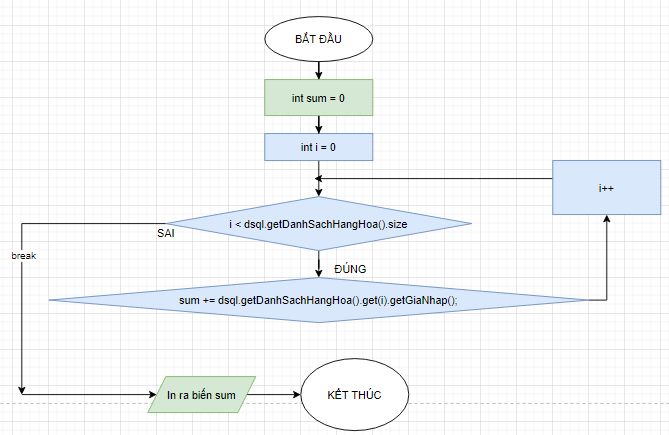 BẮT ĐẦU
int sum = 0
int i = 0
i++
i < dsql.getDanhSachHangHoa().size
SAI
break
ĐÚNG
sum += dsql.getDanhSachHangHoa().get(i).getGiaNhap();
In ra biến sum
KẾT THÚC